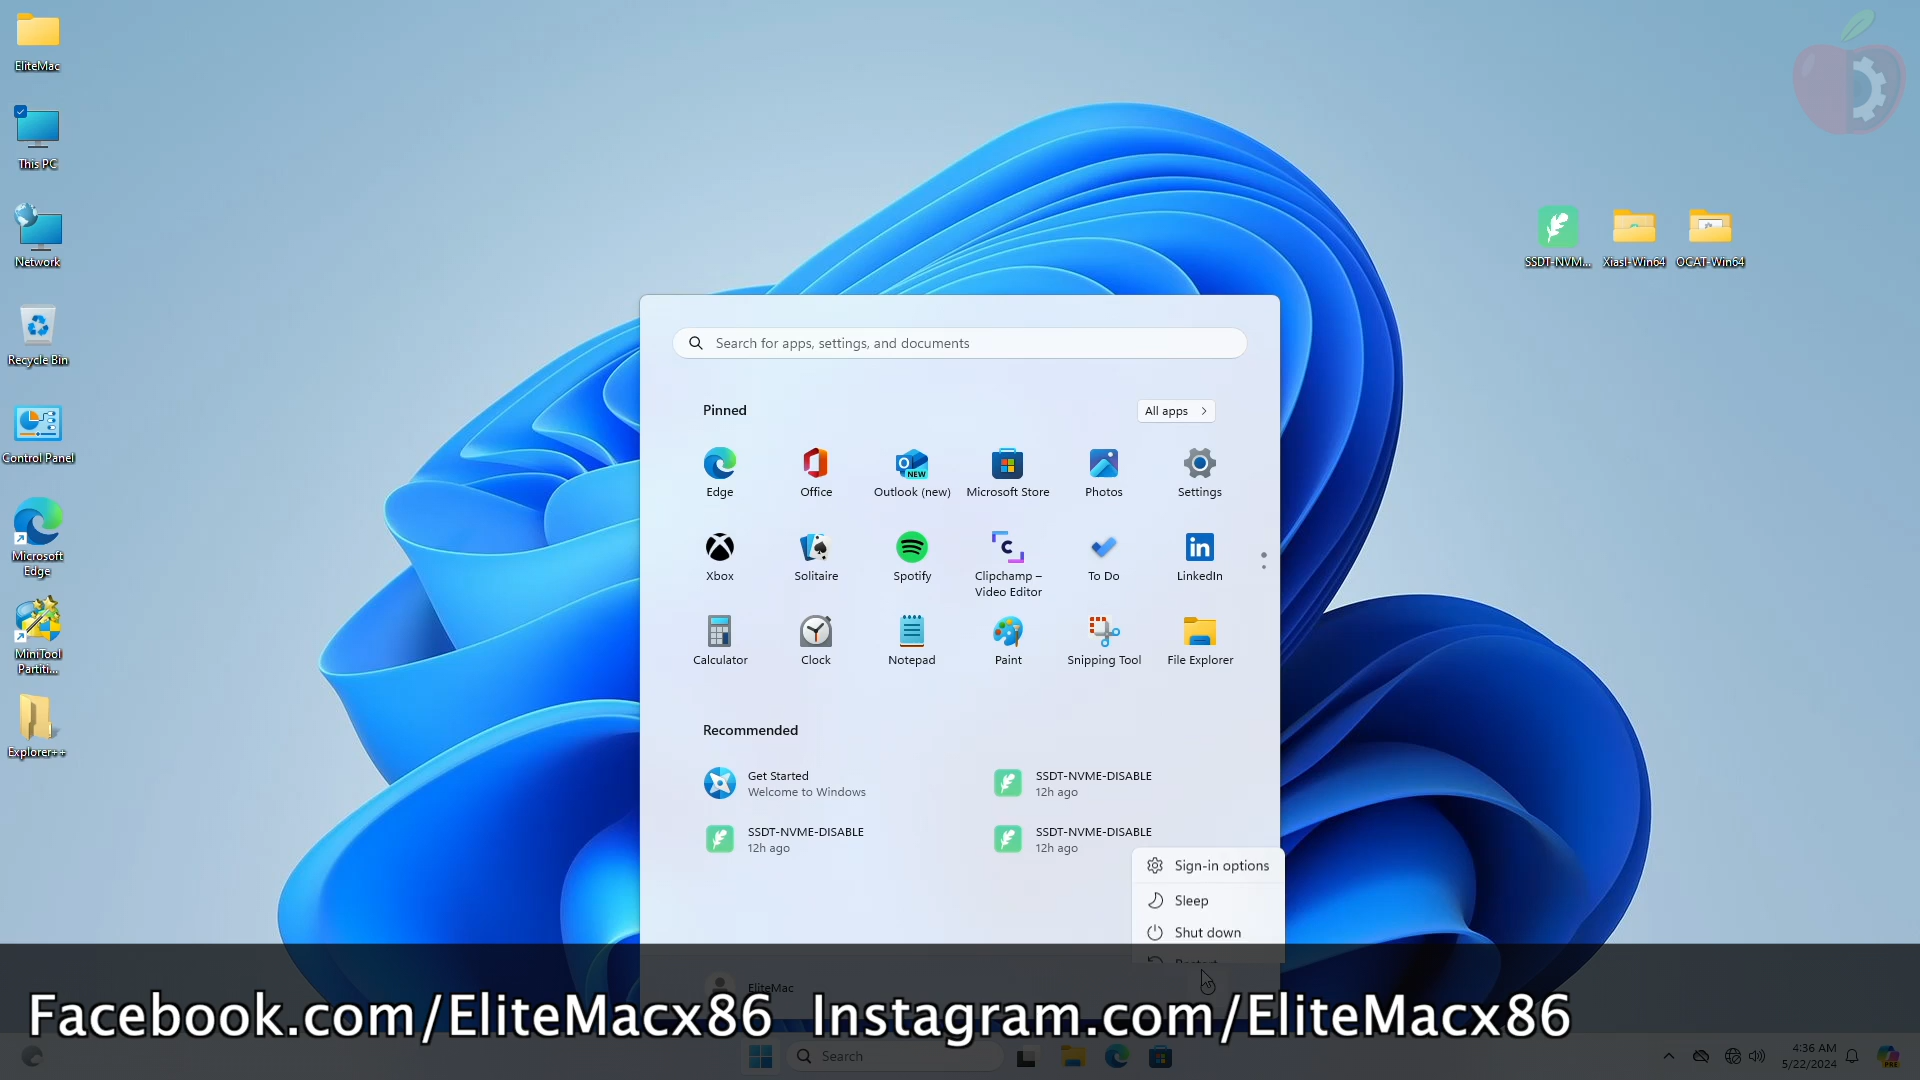 EliteMac
This PC
Network
Recycle Bin
Control Panel
Microsoft
Edge
MiniTool
Partiti...
Explorer++
SSDT-NVM...
Xiasl-Win64
OCAT-Win64
Search for apps, settings, and documents
Pinned
All apps
Edge
Office
NEW
Outlook (new)
Microsoft Store
Photos
Settings
Xbox
Solitaire
Spotify
Clipchamp –
Video Editor
To Do
LinkedIn
Calculator
Clock
Notepad
Paint
Snipping Tool
File Explorer
Recommended
Get Started
Welcome to Windows
SSDT-NVME-DISABLE
12h ago
SSDT-NVME-DISABLE
12h ago
SSDT-NVME-DISABLE
12h ago
Sign-in options
Sleep
Shut down
Restart
EliteMac
Facebook.com/EliteMacx86 Instagram.com/EliteMacx86
Search
4:36 AM
5/22/2024
PRE